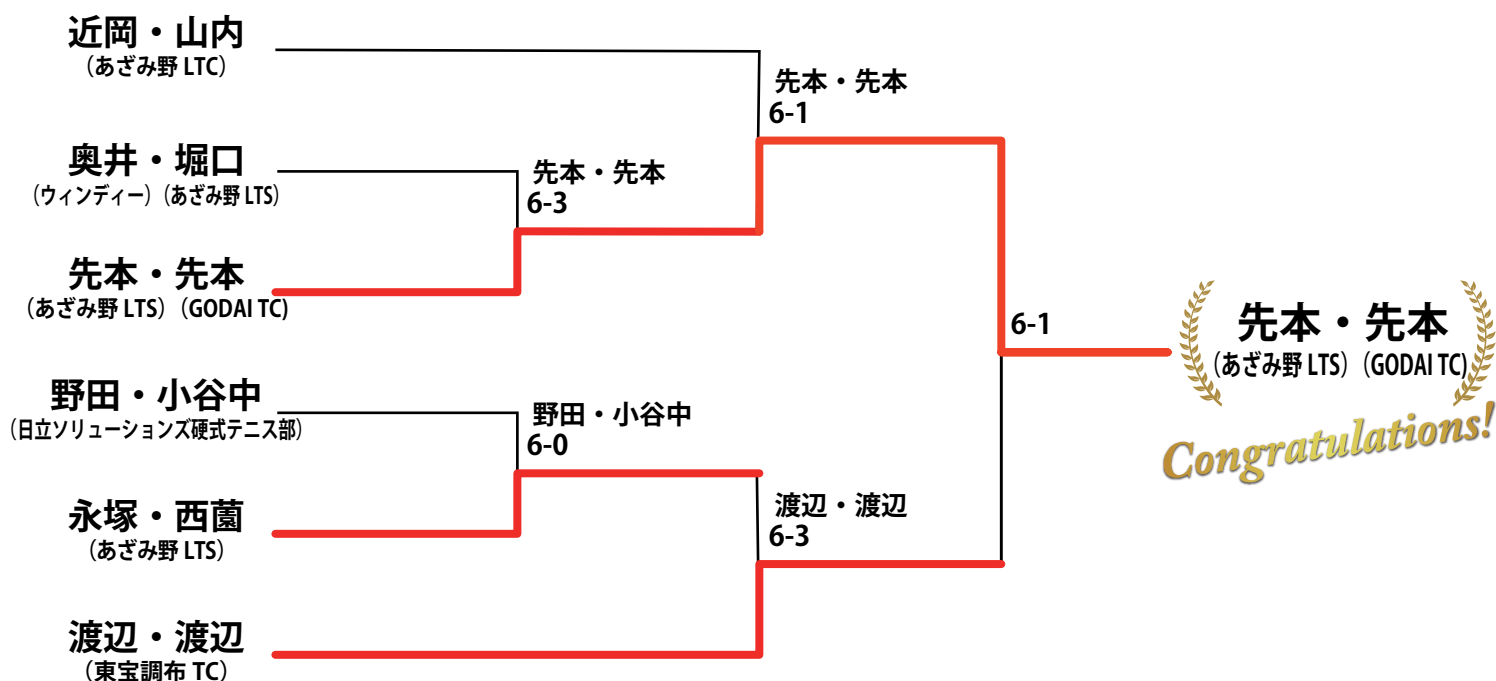 近岡・山内
（あざみ野 LTC）
先本・先本
6-1
奥井・堀口
（ウィンディー）（あざみ野 LTS）
先本・先本
6-3
先本・先本
（あざみ野 LTS）（GODAI TC)
6-1
先本・先本
（あざみ野 LTS）（GODAI TC)
Congratulations!
野田・小谷中
（日立ソリューションズ硬式テニス部）
野田・小谷中
6-0
永塚・西薗
（あざみ野 LTS）
渡辺・渡辺
6-3
渡辺・渡辺
（東宝調布 TC）